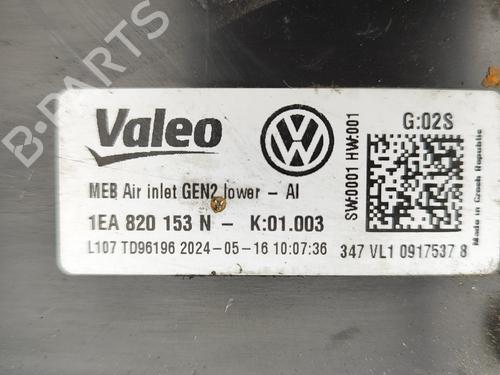 B-PARTS
Valeo
G:02S
SW:0001 HW:001
Made in Czech Republic
MEB Air inlet GEN2 lower - AI
1EA 820 153 N - K:01.003
L107 TD96196 2024-05-16 10:07:36 347 VL1 0917537 8